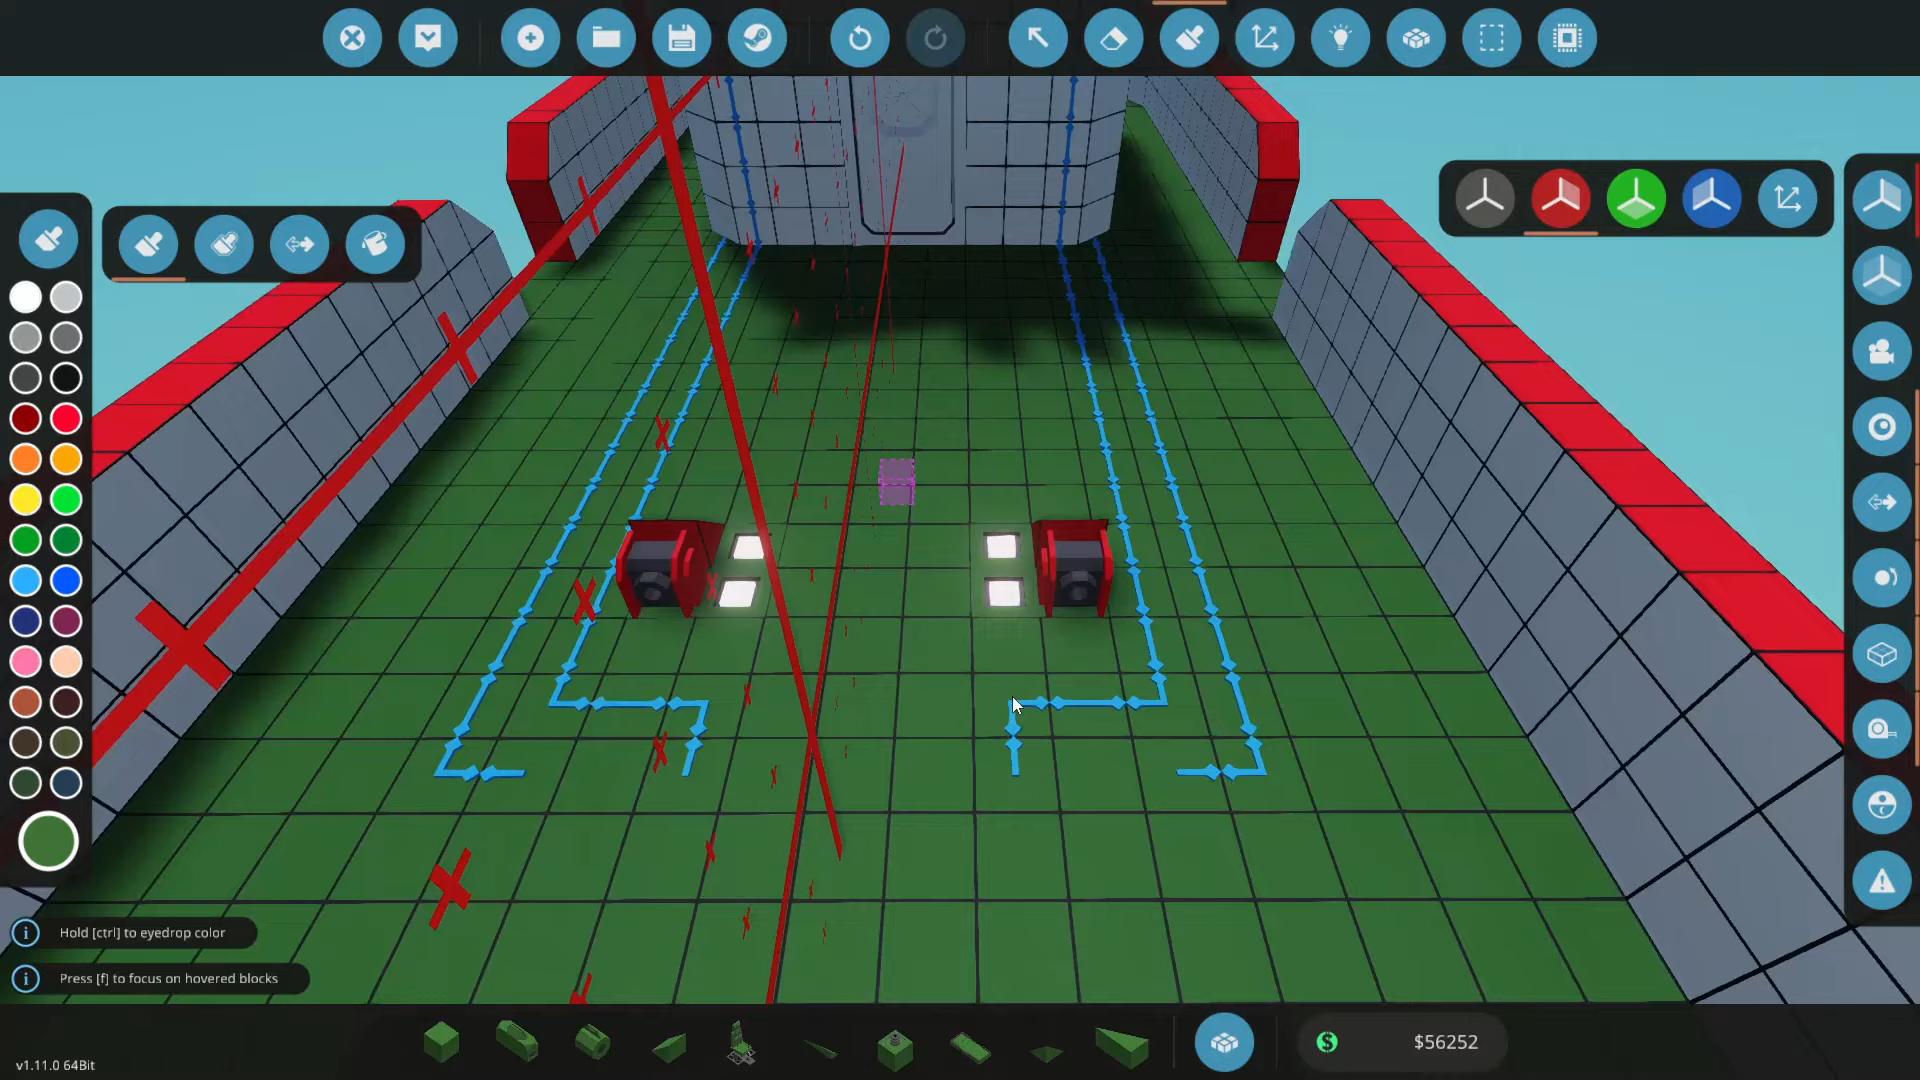 Hold [ctrl] to eyedrop color
Press [f] to focus on hovered blocks
v1.11.0 64Bit
$56252